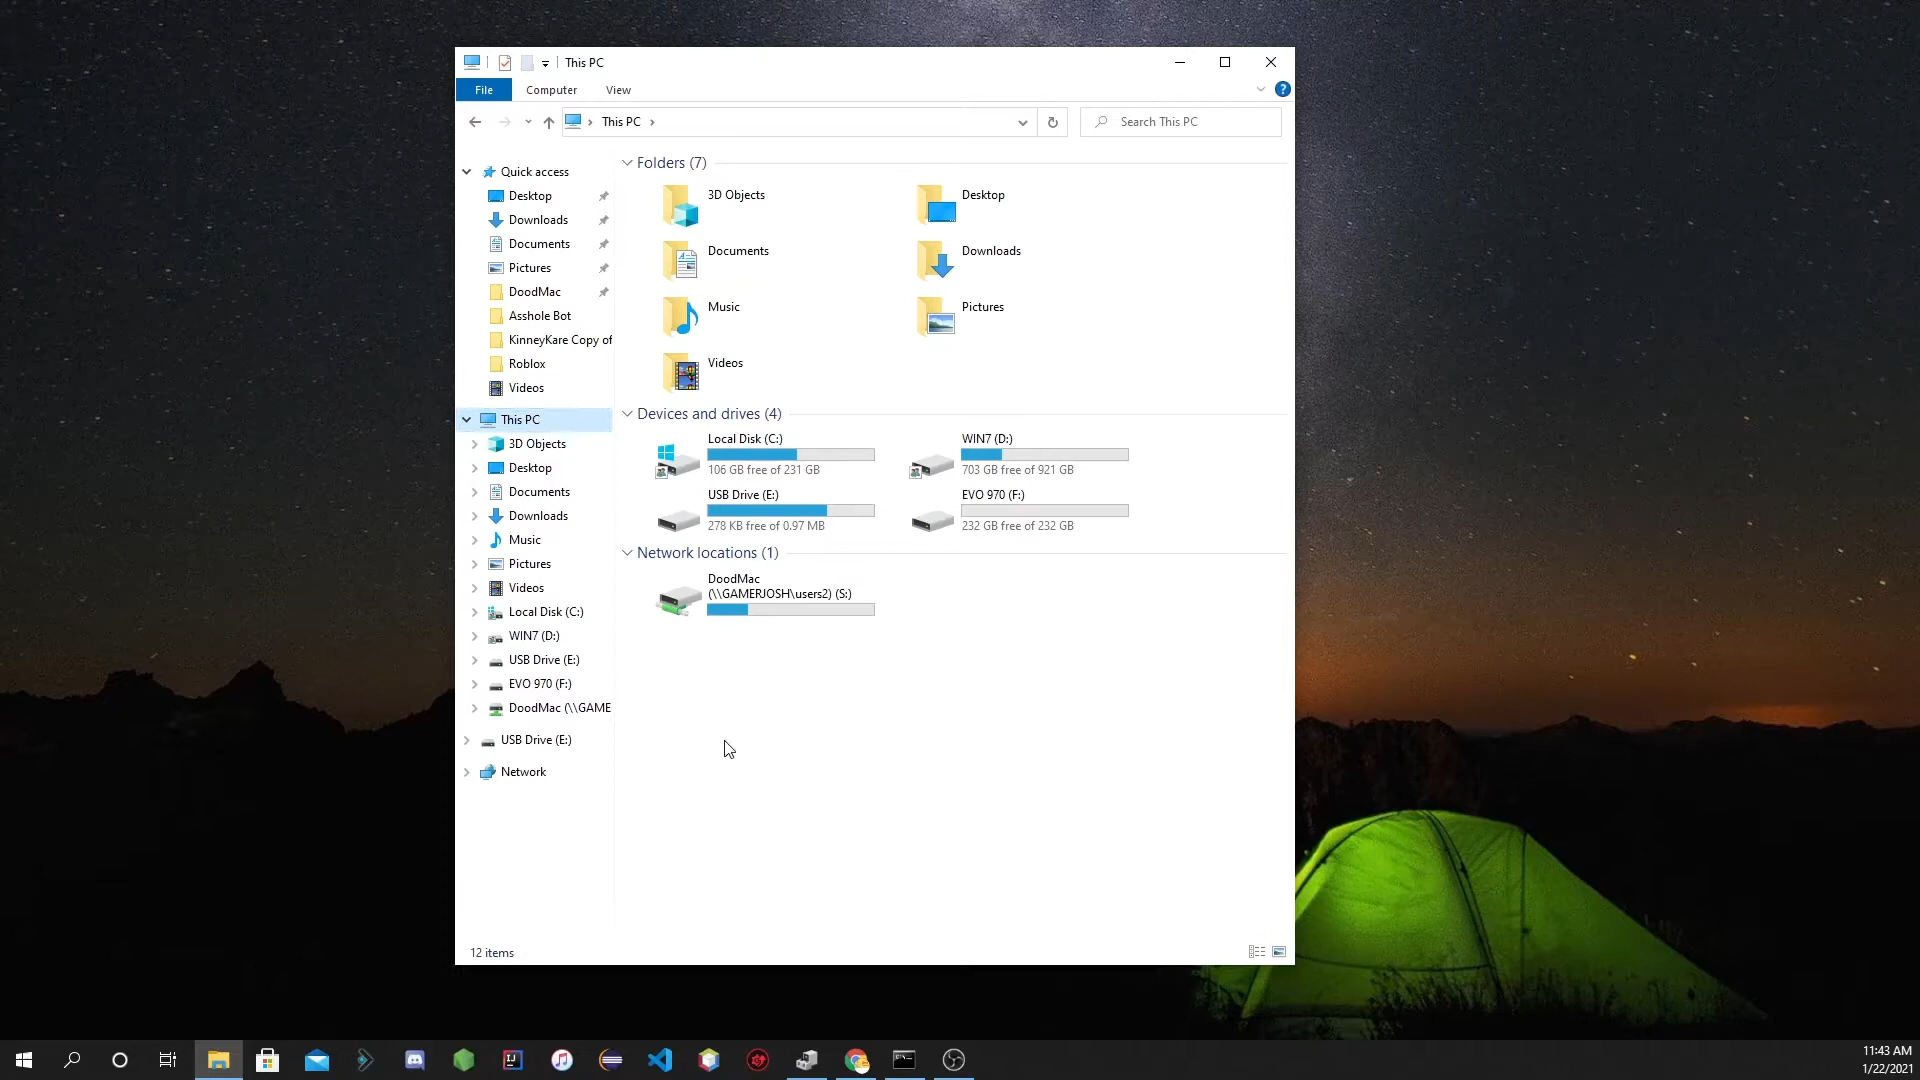 This PC
File
Computer
View
This PC
Search This PC
Quick access
Desktop
Downloads
Documents
Pictures
DoodMac
Asshole Bot
KinneyKare Copy of
Roblox
Videos
This PC
3D Objects
Desktop
Documents
Downloads
Music
Pictures
Videos
Local Disk (C:)
WIN7 (D:)
USB Drive (E:)
EVO 970 (F:)
DoodMac (\\GAME
USB Drive (E:)
Network
Folders (7)
3D Objects
Desktop
Documents
Downloads
Music
Pictures
Videos
Devices and drives (4)
Local Disk (C:)
106 GB free of 231 GB
WIN7 (D:)
703 GB free of 921 GB
USB Drive (E:)
278 KB free of 0.97 MB
EVO 970 (F:)
232 GB free of 232 GB
Network locations (1)
DoodMac
(\\GAMERJOSH\users2) (S:)
12 items
11:43 AM
1/22/2021